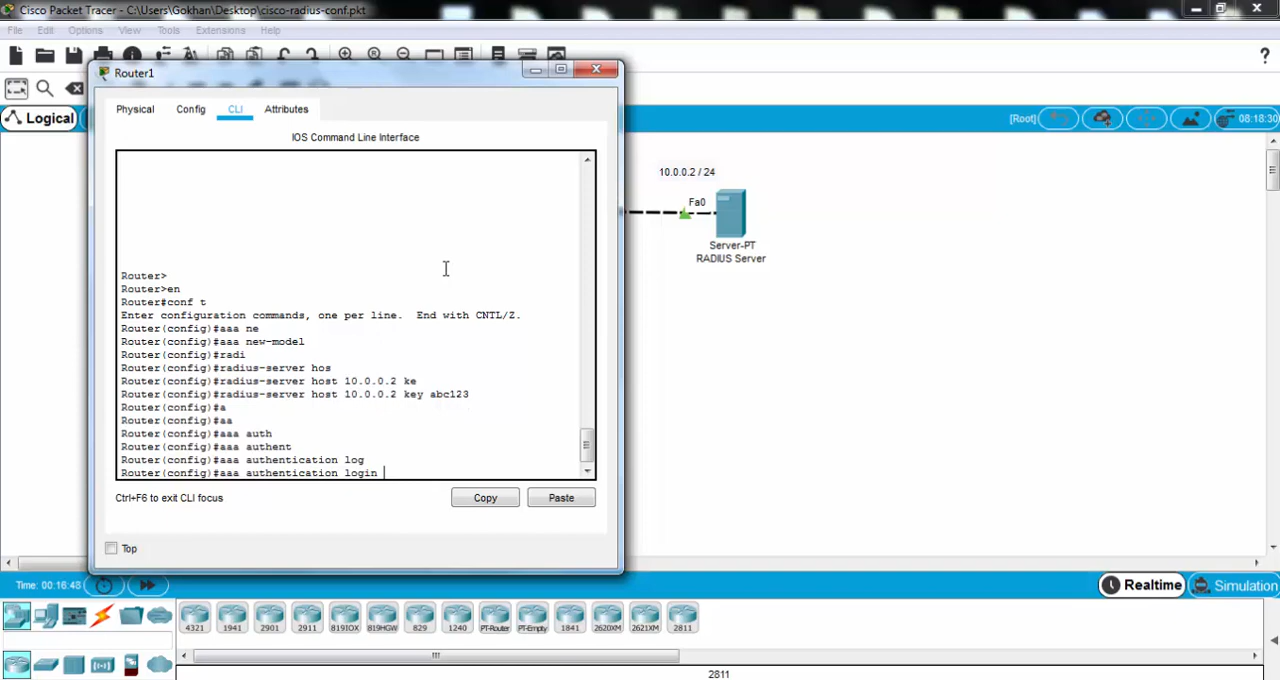 Cisco Packet Tracer - C:\Users\Gokhan\Desktop\cisco-radius-conf.pkt
File Edit Options View Tools Extensions Help
?
Router1
Logical
[Root]
08:18:30
Physical Config CLI Attributes
IOS Command Line Interface
10.0.0.2 / 24
Fa0
Server-PT
RADIUS Server
Router>
Router>en
Router#conf t
Enter configuration commands, one per line.  End with CNTL/Z.
Router(config)#aaa ne
Router(config)#aaa new-model
Router(config)#radi
Router(config)#radius-server hos
Router(config)#radius-server host 10.0.0.2 ke
Router(config)#radius-server host 10.0.0.2 key abc123
Router(config)#a
Router(config)#aa
Router(config)#aaa auth
Router(config)#aaa authent
Router(config)#aaa authentication log
Router(config)#aaa authentication login
Ctrl+F6 to exit CLI focus
Copy Paste
Top
Time: 00:16:48
Realtime Simulation
4321 1941 2901 2911 819IOX 819HGW 829 1240 PT-Router PT-Empty 1841 2620XM 2621XM 2811
2811